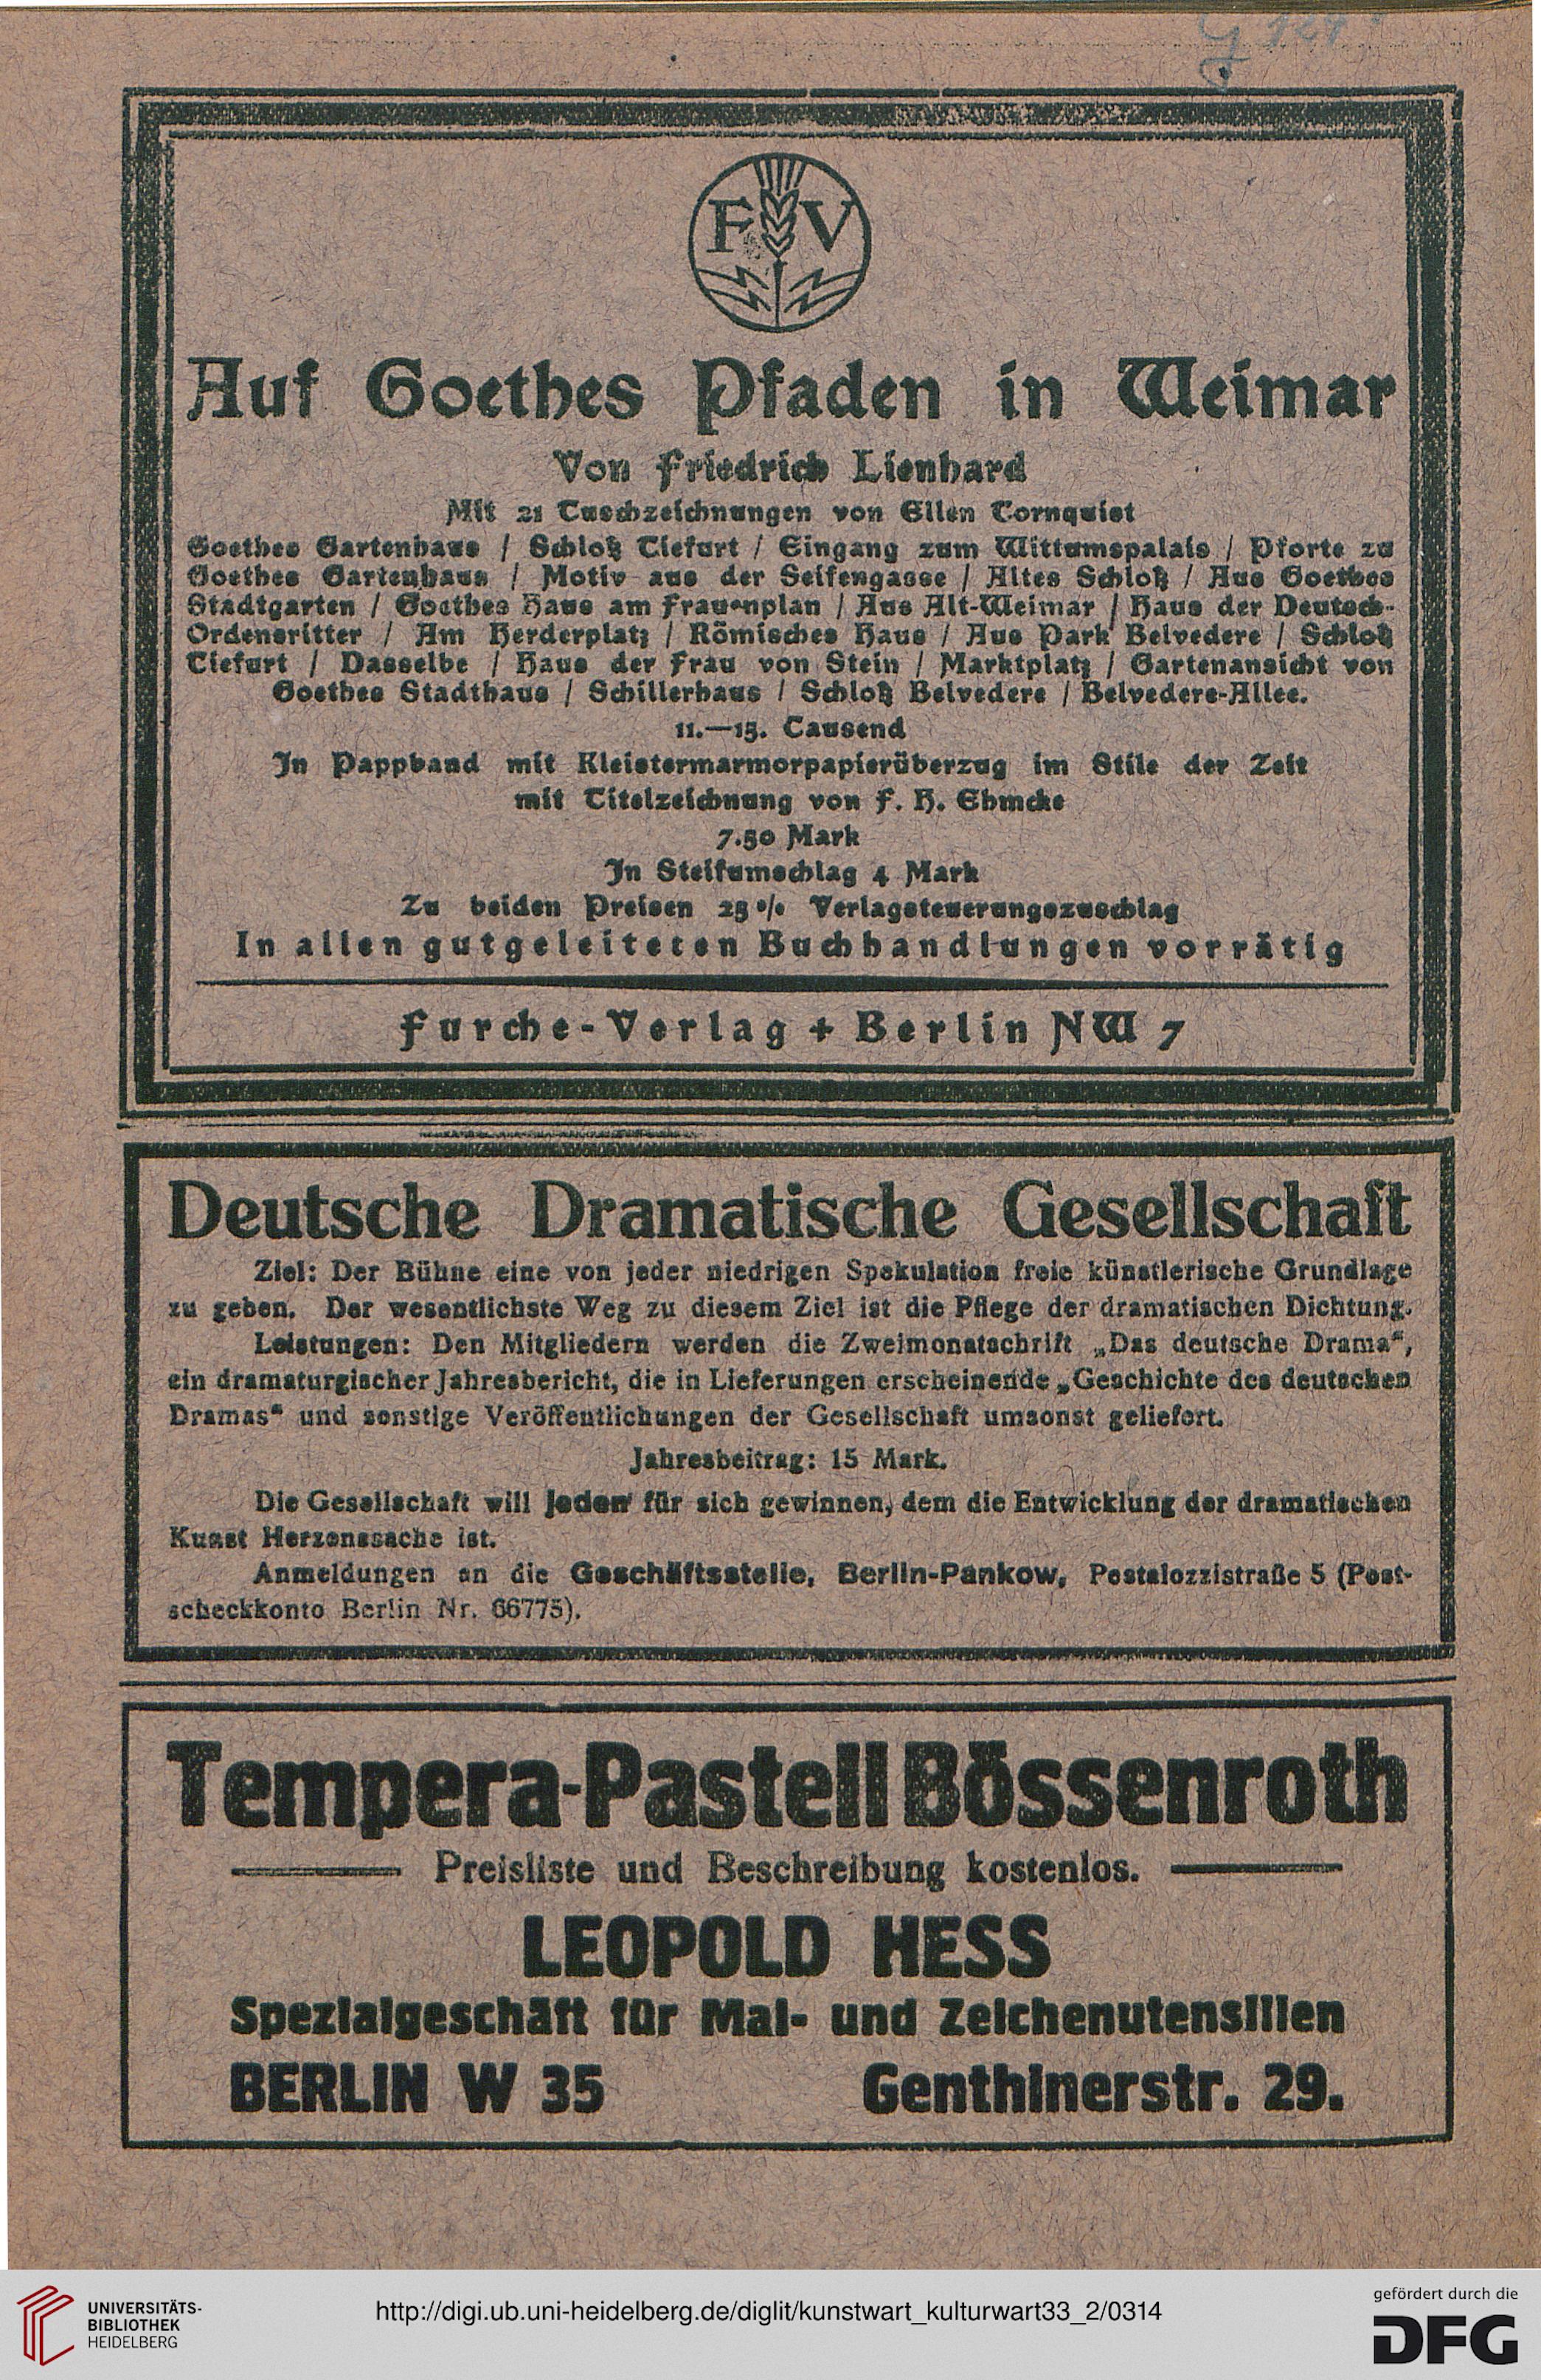 F V
Auf Goethes Pfaden in Weimar
Von Friedrich Lienhard
Mit 21 Tuschzeichnungen von Ellen Tornquist
Goethes Gartenhaus / Schloß Tiefurt / Eingang zum Wittumspalais / Pforte zu
Goethes Gartenhaus / Motiv aus der Seifengasse / Altes Schloß / Aus Goethes
Stadtgarten / Goethes Haus am Frauenplan / Aus Alt-Weimar / Haus der Deutsch-
Ordensritter / Am Herderplatz / Römisches Haus / Aus Park Belvedere / Schloß
Tiefurt / Dasselbe / Haus der Frau von Stein / Marktplatz / Gartenansicht von
Goethes Stadthaus / Schillerhaus / Schloß Belvedere / Belvedere-Allee.
11.—15. Tausend
In Pappband mit Kleistermarmorpapierüberzug im Stile der Zeit
mit Titelzeichnung von F. H. Ehmcke
7.50 Mark
In Steifumschlag 4 Mark
Zu beiden Preisen 25% Verlagsteuerungszuschlag
In allen gutgeleiteten Buchhandlungen vorrätig
Furche-Verlag + Berlin NW 7
Deutsche Dramatische Gesellschaft
Ziel: Der Bühne eine von jeder niedrigen Spekulation freie künstlerische Grundlage
zu geben. Der wesentlichste Weg zu diesem Ziel ist die Pflege der dramatischen Dichtung.
Leistungen: Den Mitgliedern werden die Zweimonatschrift „Das deutsche Drama“,
ein dramaturgischer Jahresbericht, die in Lieferungen erscheinende „Geschichte des deutschen
Dramas“ und sonstige Veröffentlichungen der Gesellschaft umsonst geliefert.
Jahresbeitrag: 15 Mark.
Die Gesellschaft will jeden für sich gewinnen, dem die Entwicklung der dramatischen
Kunst Herzenssache ist.
Anmeldungen an die Geschäftsstelle, Berlin-Pankow, Pestalozzistraße 5 (Post-
scheckkonto Berlin Nr. 66775).
Tempera-Pastell Bössenroth
Preisliste und Beschreibung kostenlos.
LEOPOLD HESS
Spezialgeschäft für Mal- und Zeichenutensilien
BERLIN W 35 Genthinerstr. 29.
UNIVERSITÄTS-
BIBLIOTHEK
HEIDELBERG
http://digi.ub.uni-heidelberg.de/diglit/kunstwart_kulturwart33_2/0314
gefördert durch die
DFG